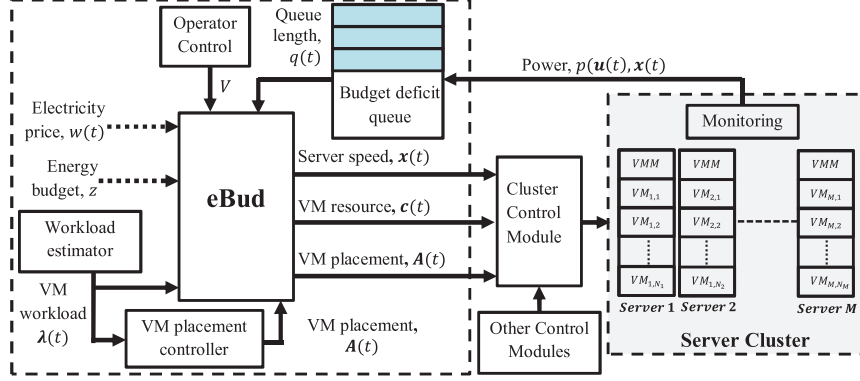 Operator
Control
V
Queue
length,
q(t)
Budget deficit
queue
Power, p(u(t), x(t)
Electricity
price, w(t)
Energy
budget, z
eBud
Workload
estimator
VM
workload
λ(t)
VM placement
controller
VM placement,
A(t)
Server speed, x(t)
VM resource, c(t)
VM placement, A(t)
Cluster
Control
Module
Other Control
Modules
Monitoring
VMM
VM1,1
VM1,2
VM1,N1
Server 1
VMM
VM2,1
VM2,2
VM1,N2
Server 2
VMM
VMM,1
VMM,2
VMM,NM
Server M
Server Cluster